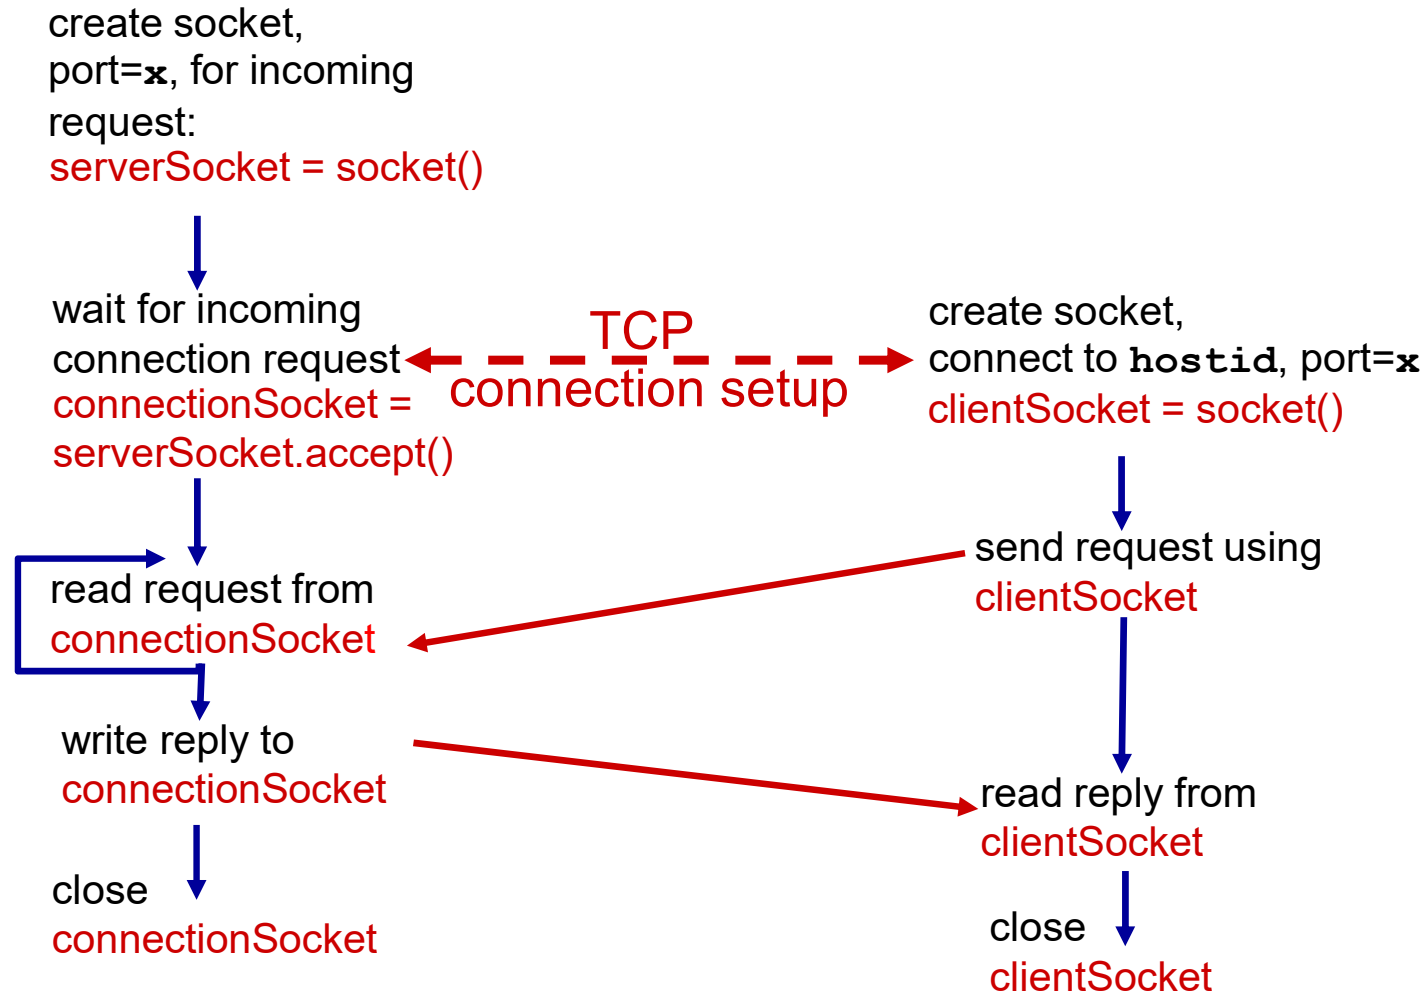 create socket,
port=x, for incoming
request:
serverSocket = socket()
wait for incoming
connection request
connectionSocket =
serverSocket.accept()
TCP
connection setup
create socket,
connect to hostid, port=x
clientSocket = socket()
read request from
connectionSocket
send request using
clientSocket
write reply to
connectionSocket
read reply from
clientSocket
close
connectionSocket
close
clientSocket